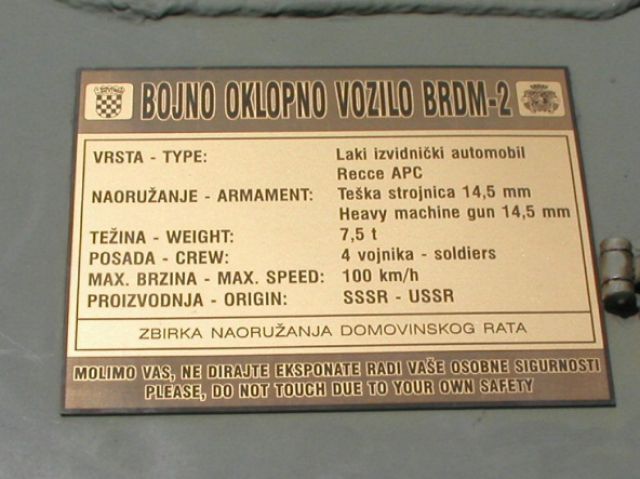 BOJNO OKLOPNO VOZILO BRDM-2
VRSTA - TYPE: Laki izvidnički automobil
Recce APC
NAORUŽANJE - ARMAMENT: Teška strojnica 14,5 mm
Heavy machine gun 14,5 mm
TEŽINA - WEIGHT: 7,5 t
POSADA - CREW: 4 vojnika - soldiers
MAX. BRZINA - MAX. SPEED: 100 km/h
PROIZVODNJA - ORIGIN: SSSR - USSR
ZBIRKA NAORUŽANJA DOMOVINSKOG RATA
MOLIMO VAS, NE DIRAJTE EKSPONATE RADI VAŠE OSOBNE SIGURNOSTI
PLEASE, DO NOT TOUCH DUE TO YOUR OWN SAFETY